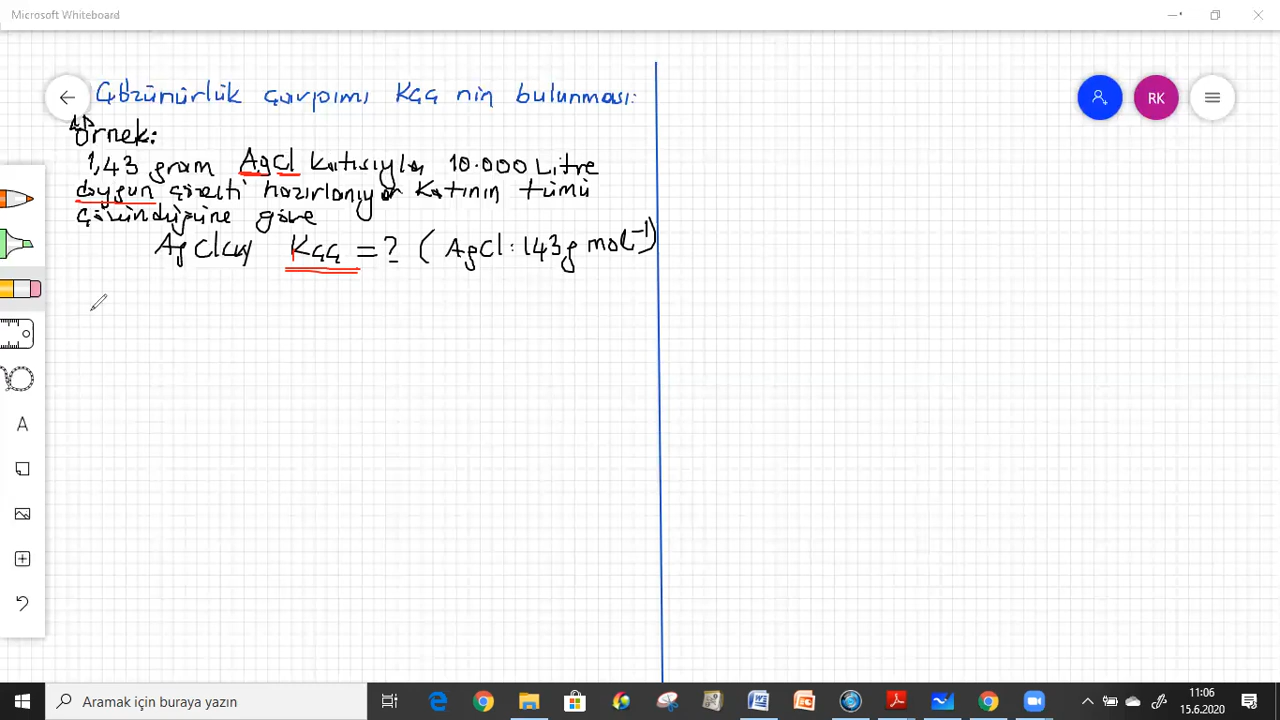 Microsoft Whiteboard
Çözünürlük çarpımı Kçç nin bulunması:
Örnek:
1,43 gram AgCl katısıyla 10.000 Litre
doygun çözelti hazırlanıyor Katının tümü
çözündüğüne göre
AgCl Kçç = ? ( AgCl : 143 g mol⁻¹)
RK
A
Aramak için buraya yazın
11:06
15.6.2020